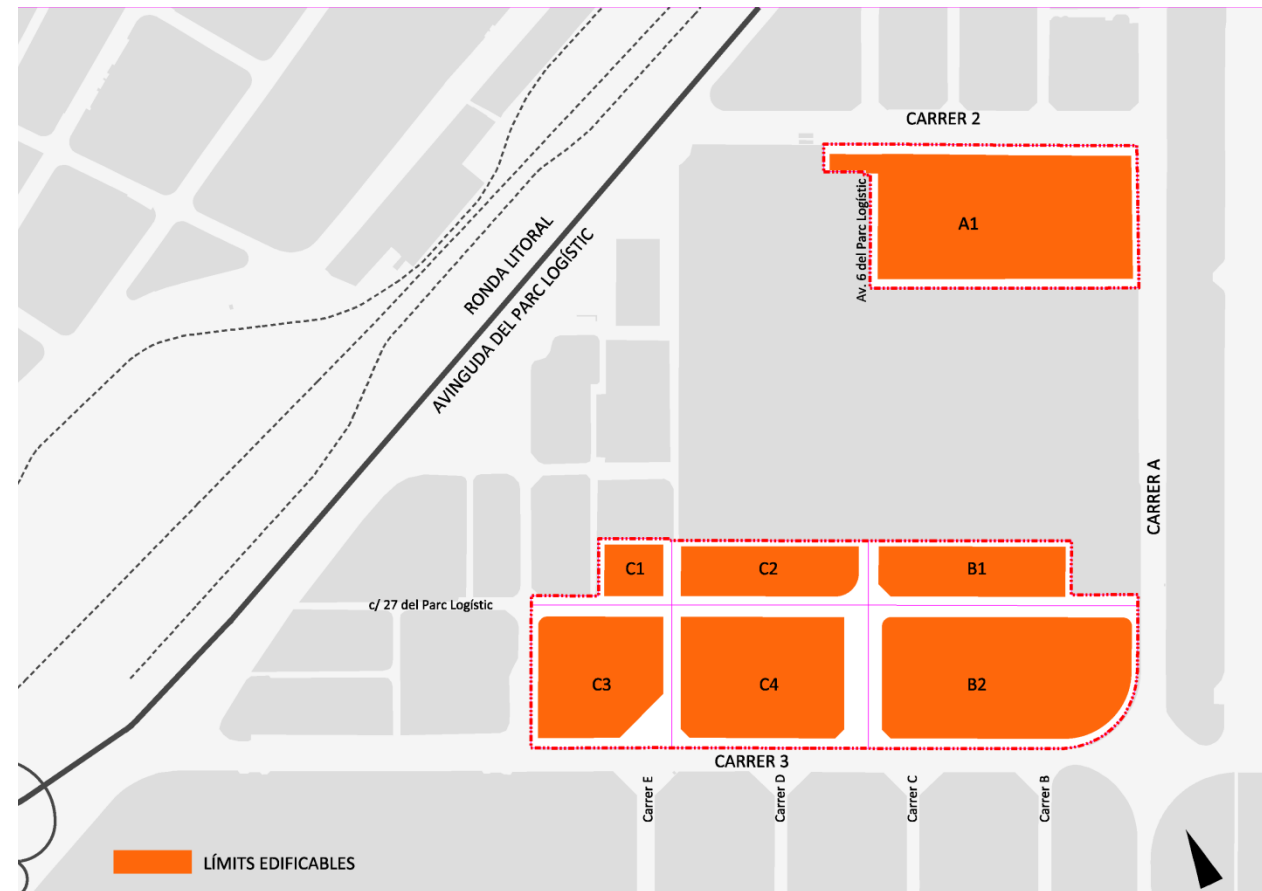 CARRER 2
Av. 6 del Parc Logístic
A1
RONDA LITORAL
AVINGUDA DEL PARC LOGÍSTIC
CARRER A
C1
C2
B1
c/ 27 del Parc Logístic
C3
C4
B2
CARRER 3
Carrer E
Carrer D
Carrer C
Carrer B
LÍMITS EDIFICABLES